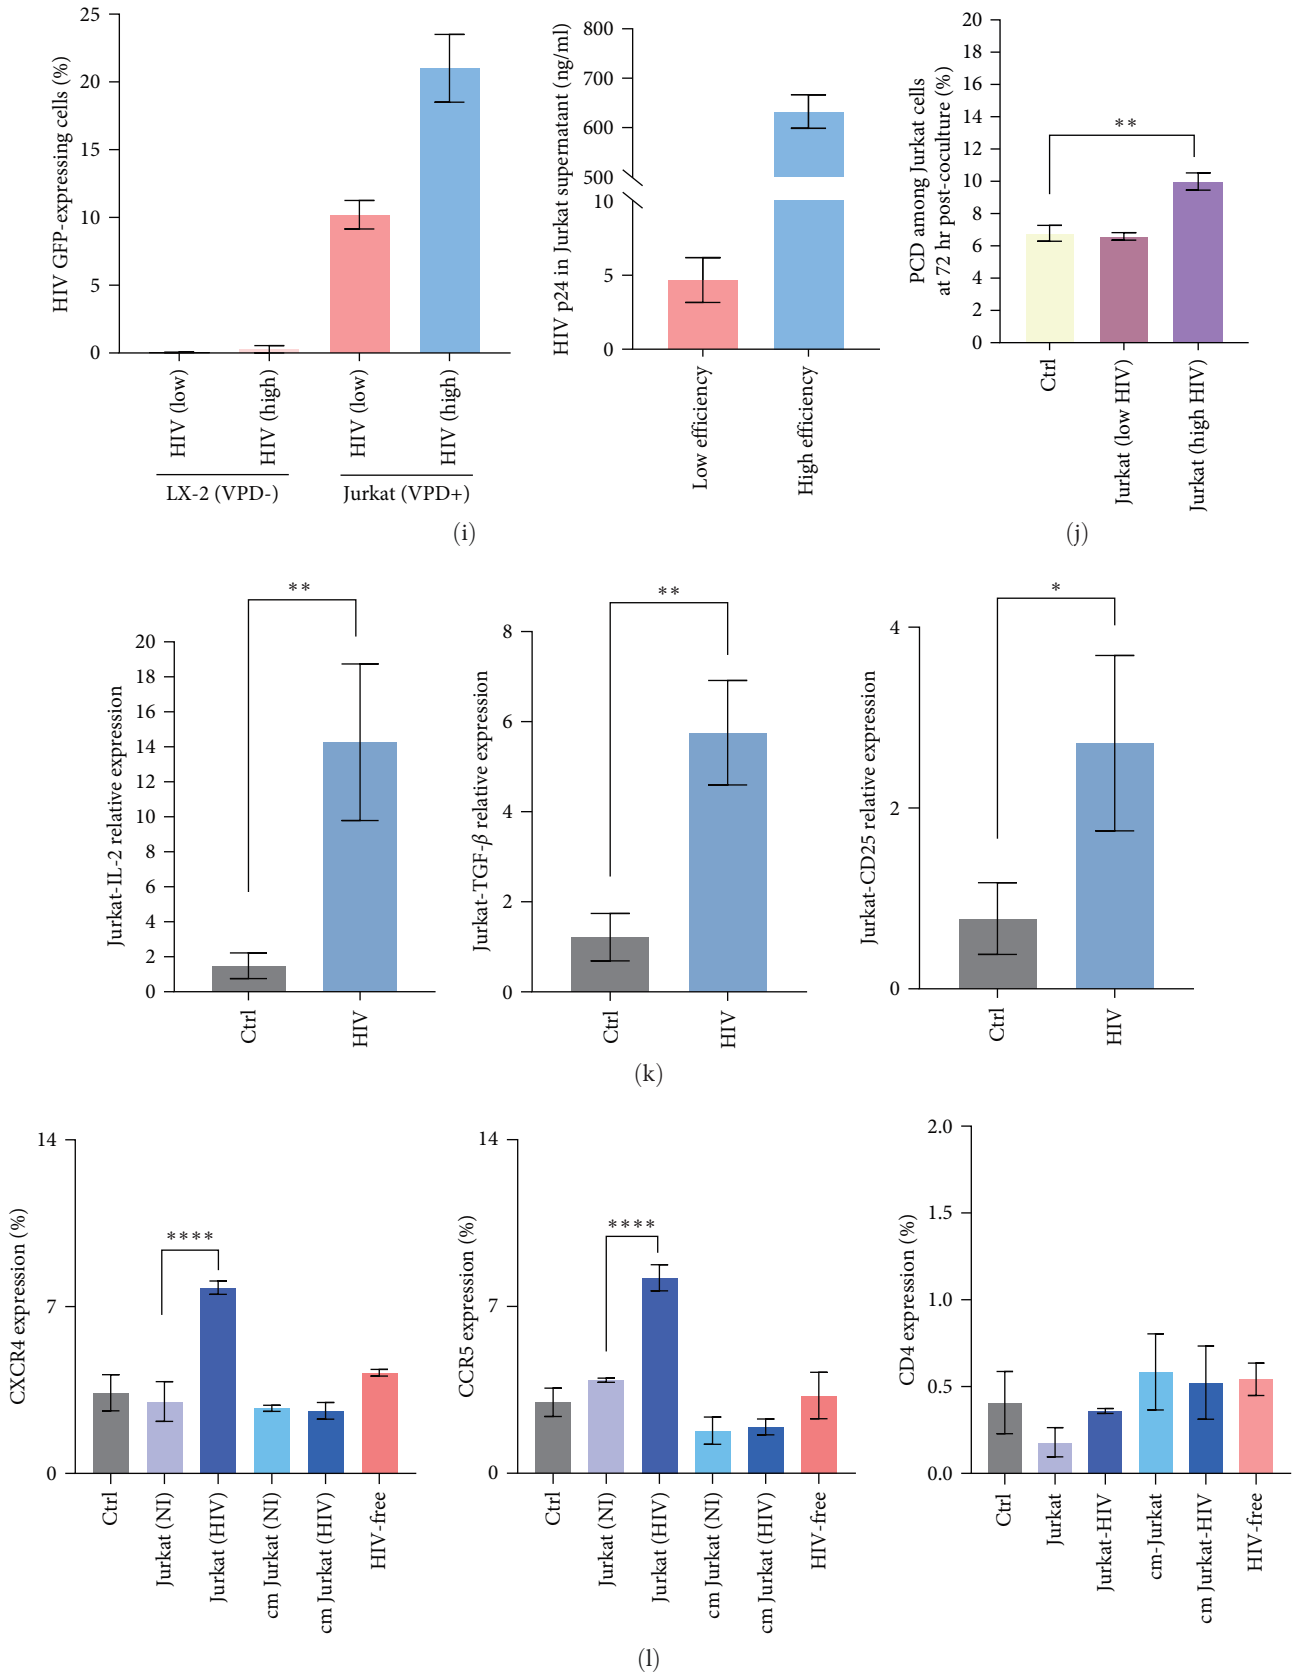 HIV GFP-expressing cells (%)
25
20
15
10
5
0
HIV (low)
HIV (high)
HIV (low)
HIV (high)
LX-2 (VPD-)
Jurkat (VPD+)
HIV p24 in Jurkat supernatant (ng/ml)
800
700
600
500
10
5
0
Low efficiency
High efficiency
(i)
PCD among Jurkat cells
at 72 hr post-coculture (%)
20
18
16
14
12
10
8
6
4
2
0
**
Ctrl
Jurkat (low HIV)
Jurkat (high HIV)
(j)
Jurkat-IL-2 relative expression
20
18
16
14
12
10
8
6
4
2
0
**
Ctrl
HIV
Jurkat-TGF-β relative expression
8
6
4
2
0
**
Ctrl
HIV
Jurkat-CD25 relative expression
4
2
0
*
Ctrl
HIV
(k)
CXCR4 expression (%)
14
7
0
****
Ctrl
Jurkat (NI)
Jurkat (HIV)
cm Jurkat (NI)
cm Jurkat (HIV)
HIV-free
CCR5 expression (%)
14
7
0
****
Ctrl
Jurkat (NI)
Jurkat (HIV)
cm Jurkat (NI)
cm Jurkat (HIV)
HIV-free
CD4 expression (%)
2.0
1.5
1.0
0.5
0.0
Ctrl
Jurkat
Jurkat-HIV
cm-Jurkat
cm Jurkat-HIV
HIV-free
(l)